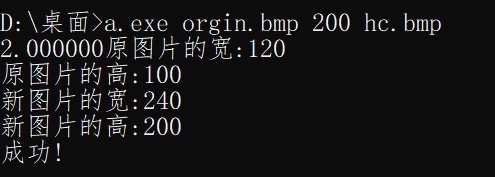 D:\桌面>a.exe orgin.bmp 200 hc.bmp
2.000000原图片的宽:120
原图片的高:100
新图片的宽:240
新图片的高:200
成功!